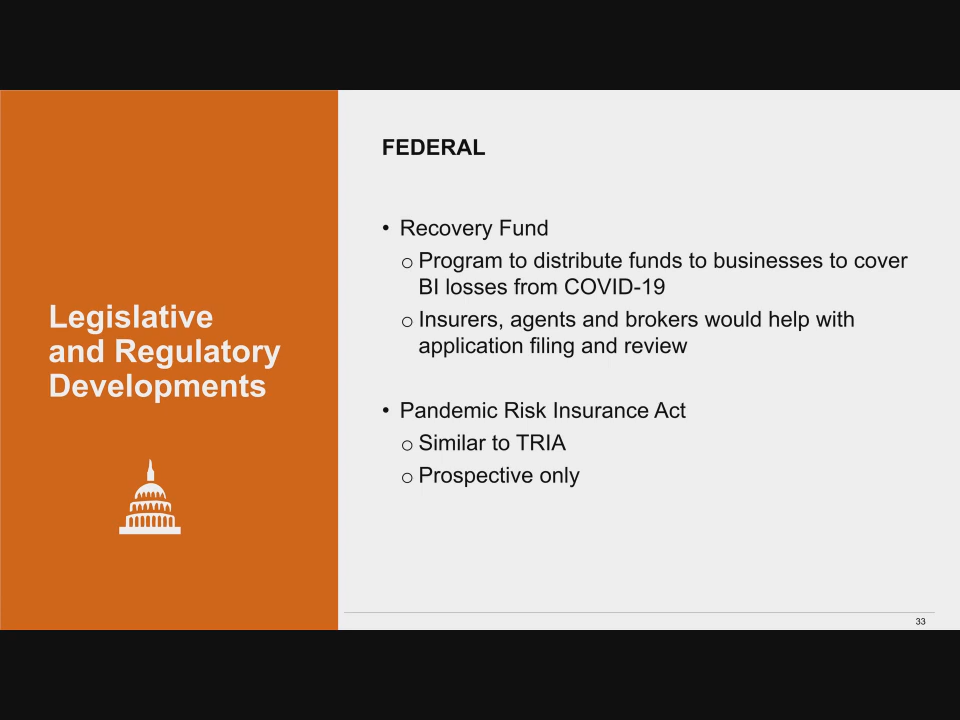 Legislative
and Regulatory
Developments
FEDERAL
• Recovery Fund
o Program to distribute funds to businesses to cover
BI losses from COVID-19
o Insurers, agents and brokers would help with
application filing and review
• Pandemic Risk Insurance Act
o Similar to TRIA
o Prospective only
33